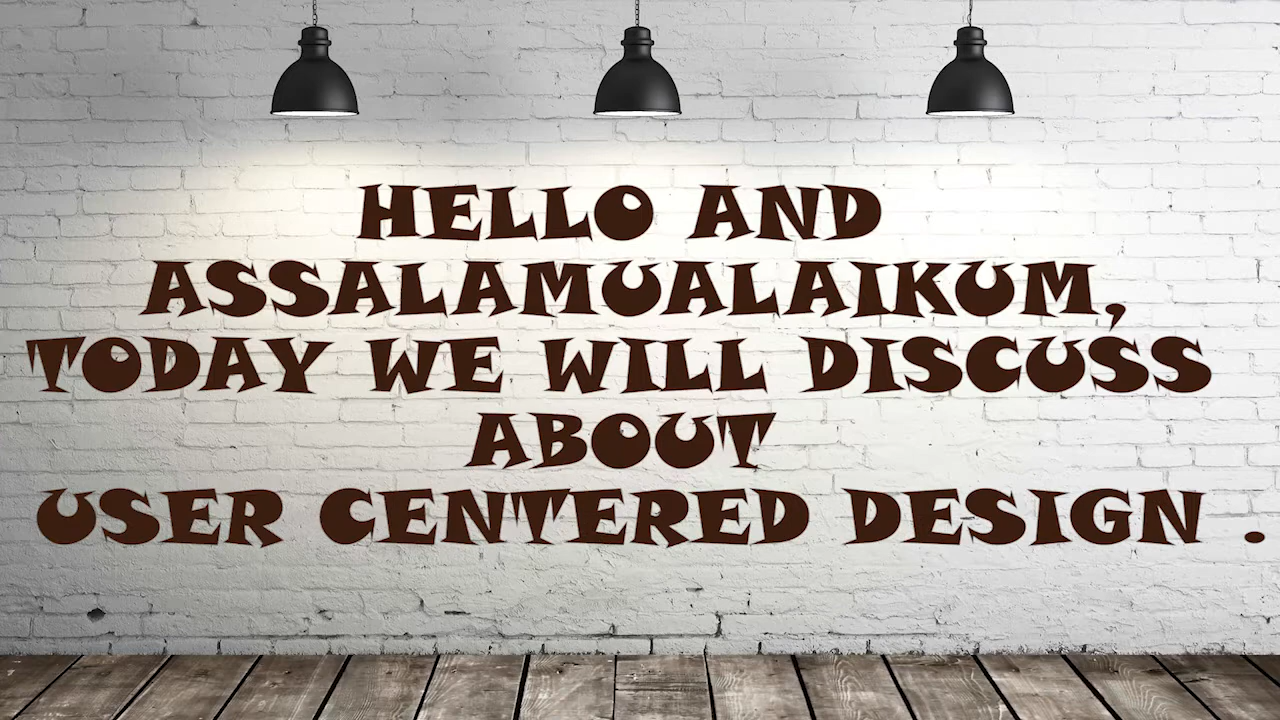 HELLO AND
ASSALAMUALAIKUM,
TODAY WE WILL DISCUSS
ABOUT
USER CENTERED DESIGN .